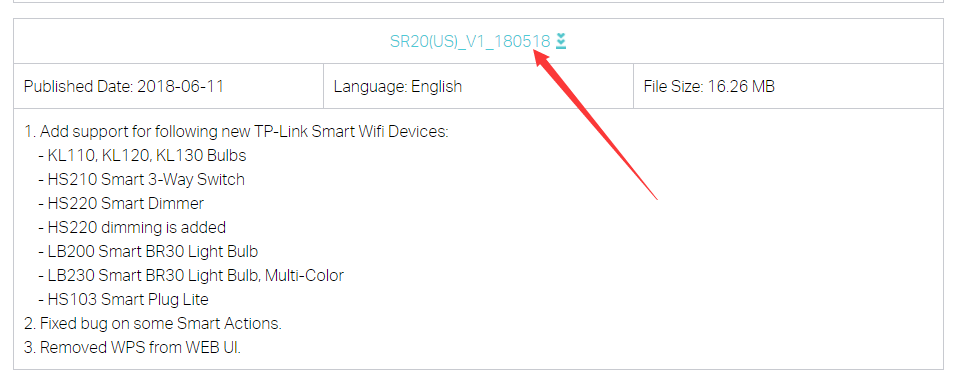 SR20(US)_V1_180518
Published Date: 2018-06-11
Language: English
File Size: 16.26 MB
1. Add support for following new TP-Link Smart Wifi Devices:
- KL110, KL120, KL130 Bulbs
- HS210 Smart 3-Way Switch
- HS220 Smart Dimmer
- HS220 dimming is added
- LB200 Smart BR30 Light Bulb
- LB230 Smart BR30 Light Bulb, Multi-Color
- HS103 Smart Plug Lite
2. Fixed bug on some Smart Actions.
3. Removed WPS from WEB UI.